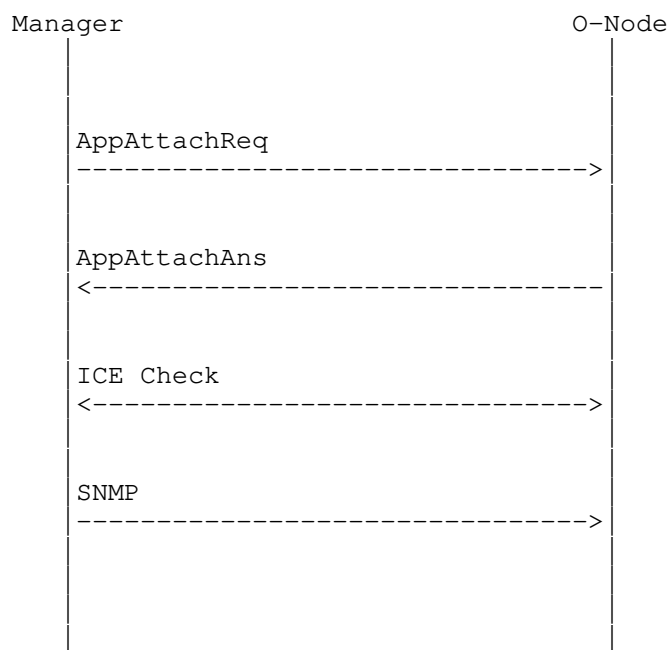 Manager O-Node
AppAttachReq
AppAttachAns
ICE Check
SNMP